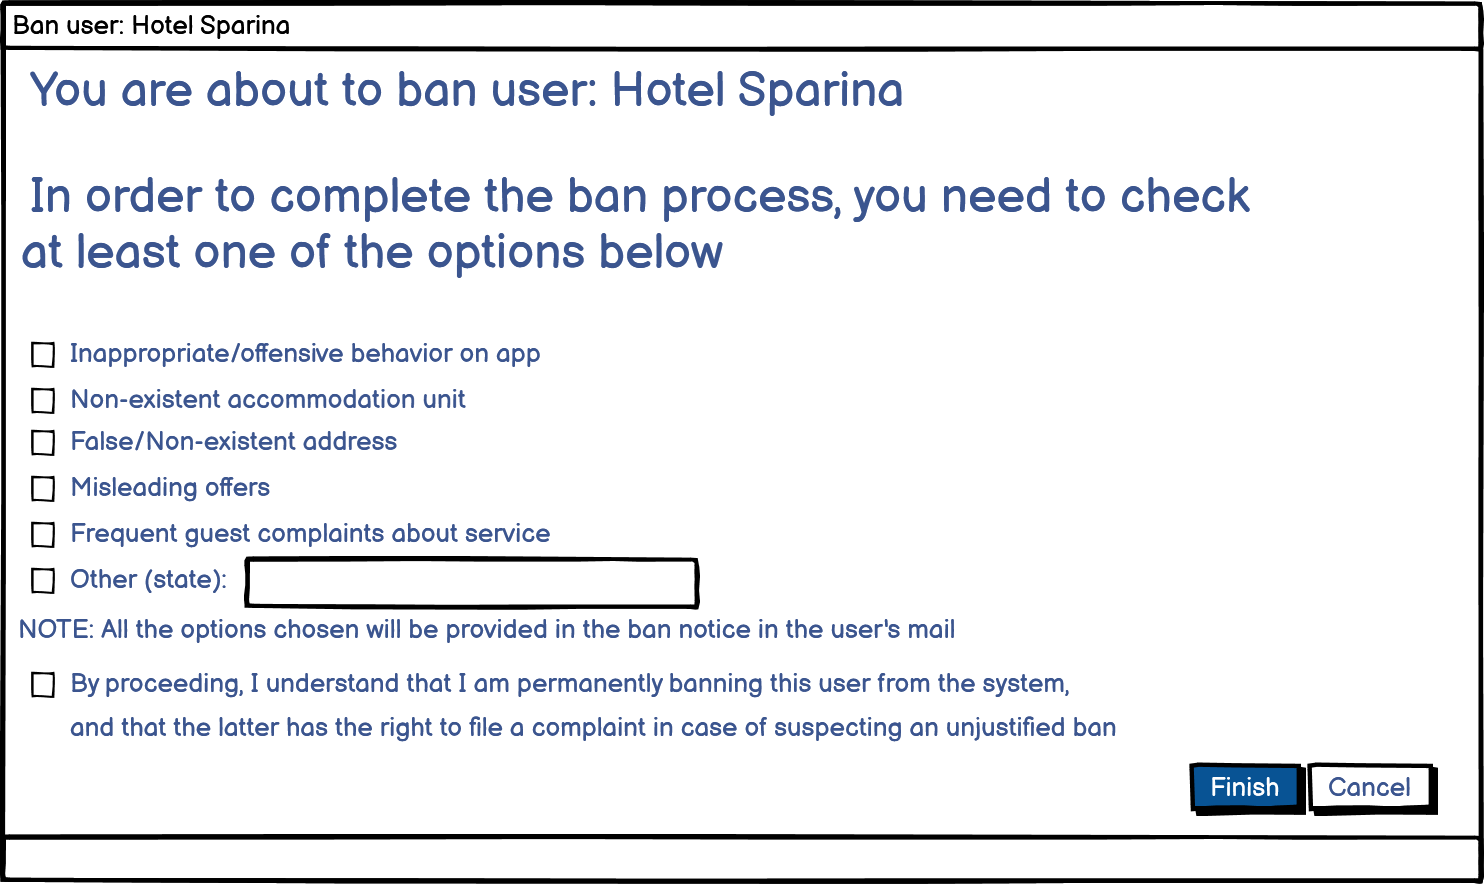 Ban user: Hotel Sparina
You are about to ban user: Hotel Sparina
In order to complete the ban process, you need to check
at least one of the options below
Inappropriate/offensive behavior on app
Non-existent accommodation unit
False/Non-existent address
Misleading offers
Frequent guest complaints about service
Other (state):
NOTE: All the options chosen will be provided in the ban notice in the user's mail
By proceeding, I understand that I am permanently banning this user from the system,
and that the latter has the right to file a complaint in case of suspecting an unjustified ban
Finish Cancel